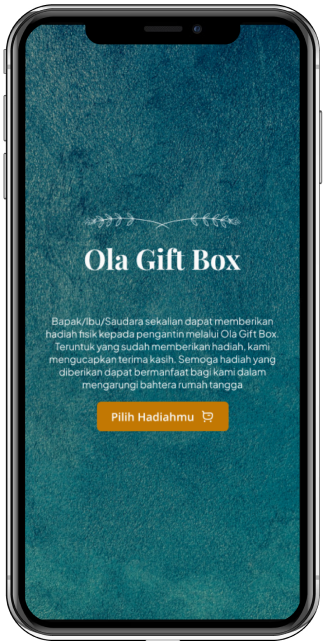 Ola Gift Box
Bapak/Ibu/Saudara sekalian dapat memberikan
hadiah fisik kepada pengantin melalui Ola Gift Box.
Teruntuk yang sudah memberikan hadiah, kami
mengucapkan terima kasih. Semoga hadiah yang
diberikan dapat bermanfaat bagi kami dalam
mengarungi bahtera rumah tangga
Pilih Hadiahmu